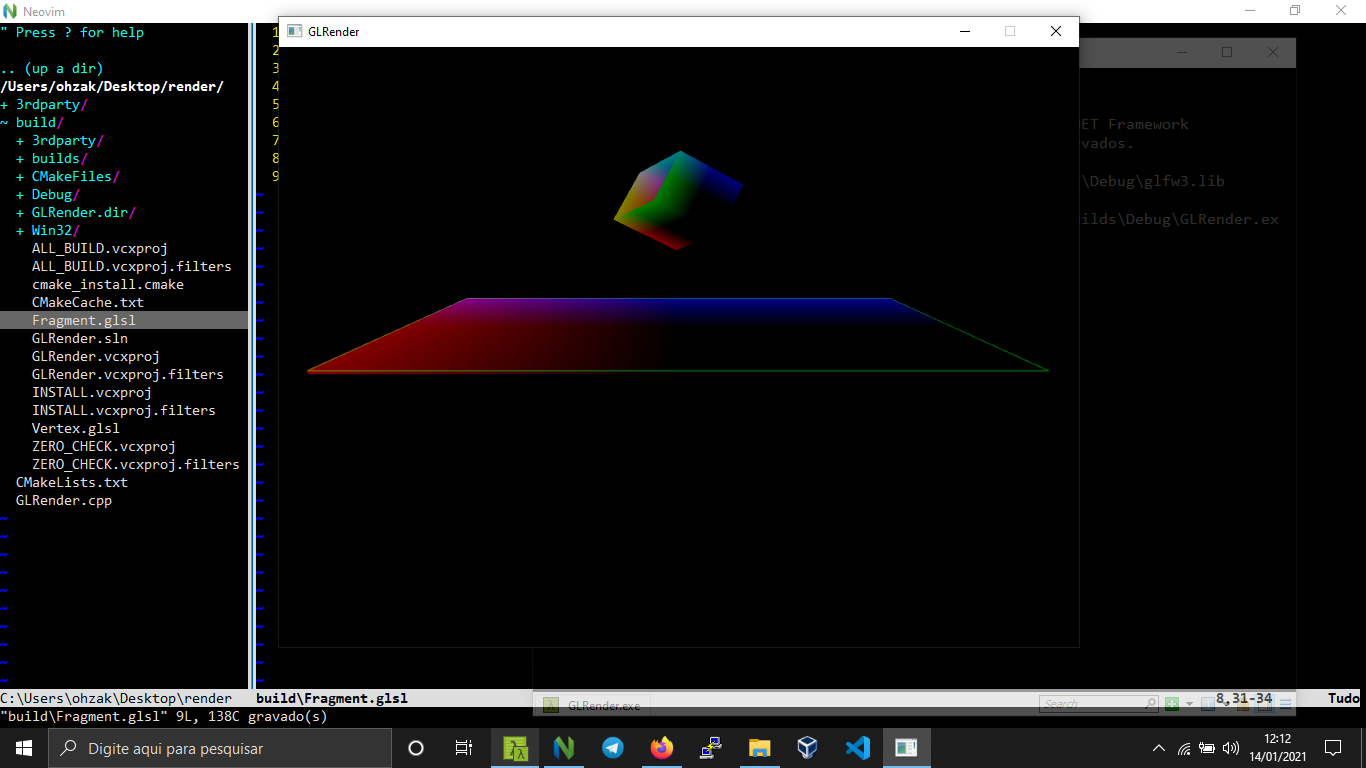 Neovim
GLRender
" Press ? for help
.. (up a dir)
/Users/ohzak/Desktop/render/
+ 3rdparty/
~ build/
+ 3rdparty/
+ builds/
+ CMakeFiles/
+ Debug/
+ GLRender.dir/
+ Win32/
ALL_BUILD.vcxproj
ALL_BUILD.vcxproj.filters
cmake_install.cmake
CMakeCache.txt
Fragment.glsl
GLRender.sln
GLRender.vcxproj
GLRender.vcxproj.filters
INSTALL.vcxproj
INSTALL.vcxproj.filters
Vertex.glsl
ZERO_CHECK.vcxproj
ZERO_CHECK.vcxproj.filters
CMakeLists.txt
GLRender.cpp
1
2
3
4
5
6
7
8
9
ET Framework
vados.
\Debug\glfw3.lib
ilds\Debug\GLRender.ex
C:\Users\ohzak\Desktop\render
build\Fragment.glsl
GLRender.exe
Search
8,31-34
Tudo
"build\Fragment.glsl" 9L, 138C gravado(s)
Digite aqui para pesquisar
12:12
14/01/2021